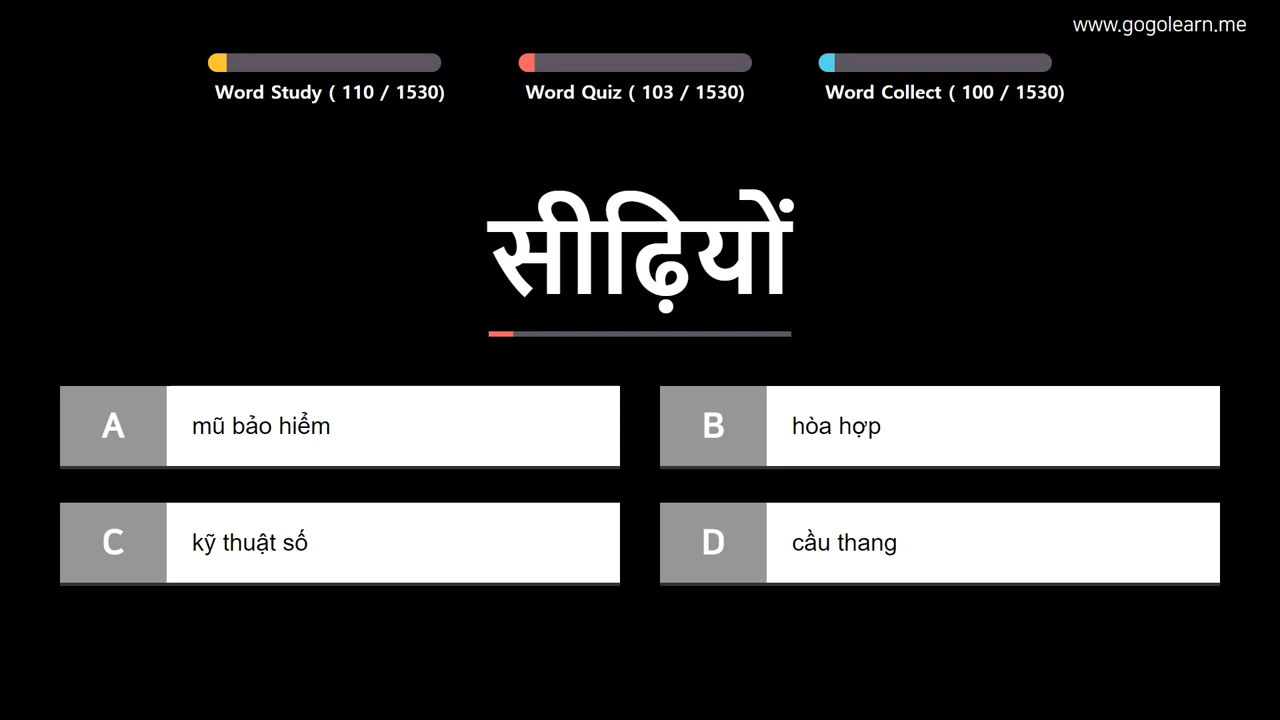 www.gogolearn.me
Word Study ( 110 / 1530)
Word Quiz ( 103 / 1530)
Word Collect ( 100 / 1530)
सीढ़ियों
A mũ bảo hiểm
B hòa hợp
C kỹ thuật số
D cầu thang